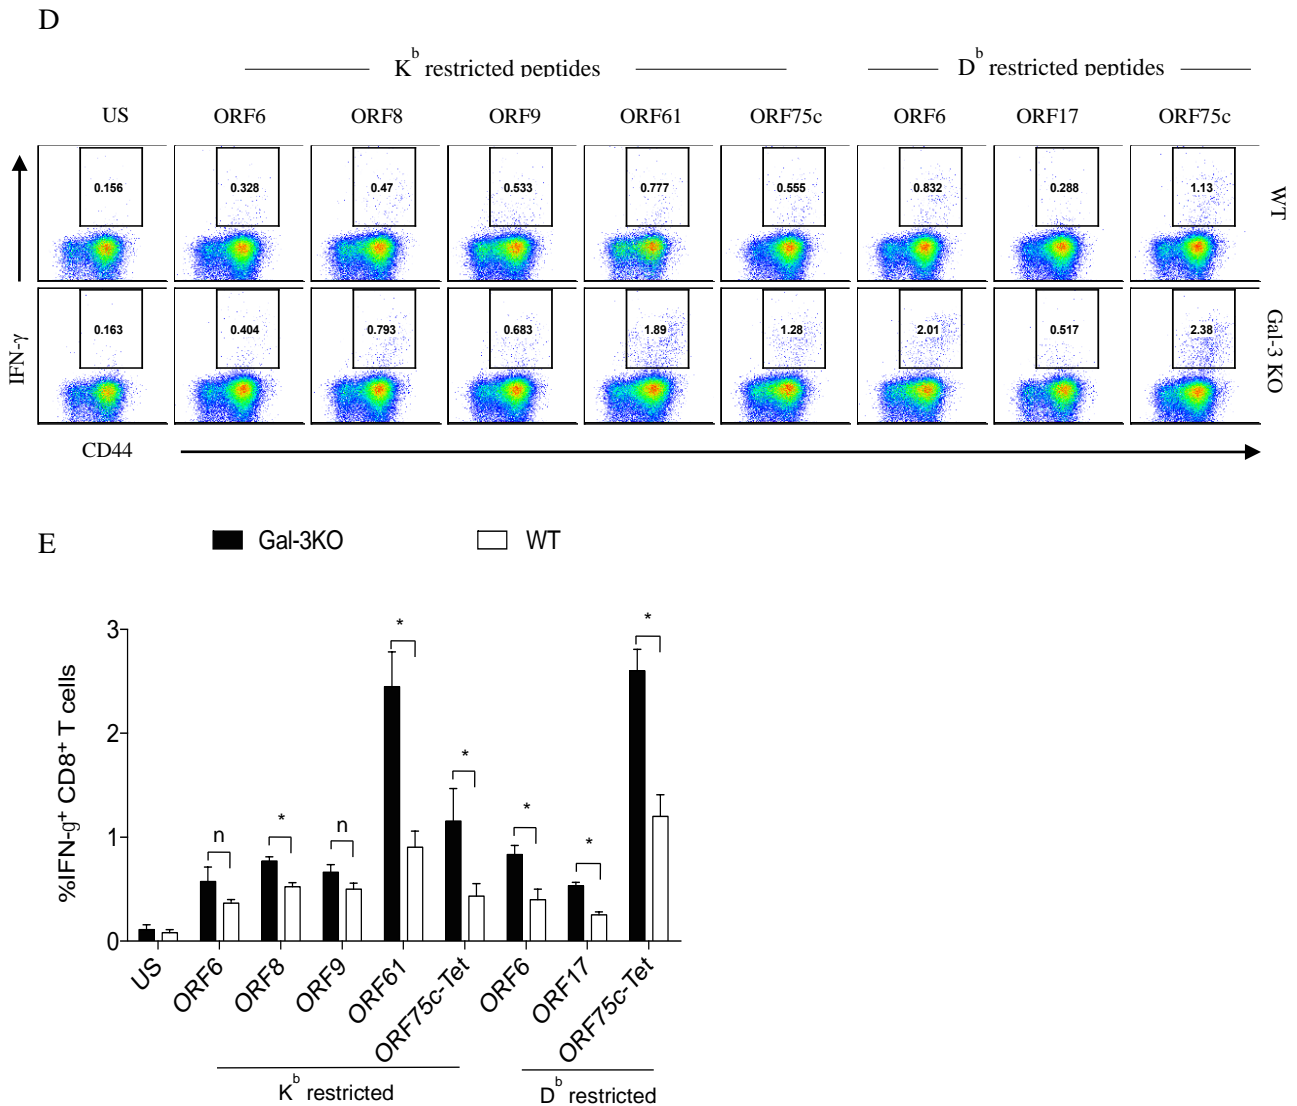 D
K^b restricted peptides D^b restricted peptides
US ORF6 ORF8 ORF9 ORF61 ORF75c ORF6 ORF17 ORF75c
0.156 0.328 0.47 0.533 0.777 0.555 0.832 0.288 1.13 WT
0.163 0.404 0.793 0.683 1.89 1.28 2.01 0.517 2.38 Gal-3 KO
IFN-γ
CD44
E
Gal-3KO WT
%IFN-g⁺ CD8⁺ T cells
3
2
1
0
* * n * n * * * *
US ORF6 ORF8 ORF9 ORF61 ORF75c-Tet ORF6 ORF17 ORF75c-Tet
K^b restricted D^b restricted